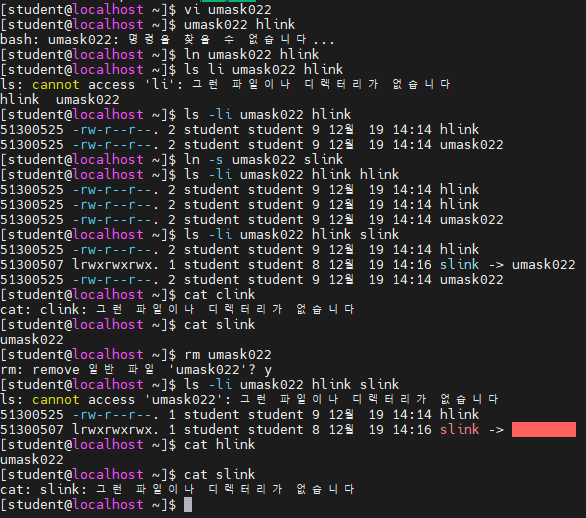 [student@localhost ~]$ vi umask022
[student@localhost ~]$ umask022 hlink
bash: umask022: 명령을 찾을 수 없습니다...
[student@localhost ~]$ ln umask022 hlink
[student@localhost ~]$ ls li umask022 hlink
ls: cannot access 'li': 그런 파일이나 디렉터리가 없습니다
hlink  umask022
[student@localhost ~]$ ls -li umask022 hlink
51300525 -rw-r--r--. 2 student student 9 12월 19 14:14 hlink
51300525 -rw-r--r--. 2 student student 9 12월 19 14:14 umask022
[student@localhost ~]$ ln -s umask022 slink
[student@localhost ~]$ ls -li umask022 hlink hlink
51300525 -rw-r--r--. 2 student student 9 12월 19 14:14 hlink
51300525 -rw-r--r--. 2 student student 9 12월 19 14:14 hlink
51300525 -rw-r--r--. 2 student student 9 12월 19 14:14 umask022
[student@localhost ~]$ ls -li umask022 hlink slink
51300525 -rw-r--r--. 2 student student 9 12월 19 14:14 hlink
51300507 lrwxrwxrwx. 1 student student 8 12월 19 14:16 slink -> umask022
51300525 -rw-r--r--. 2 student student 9 12월 19 14:14 umask022
[student@localhost ~]$ cat clink
cat: clink: 그런 파일이나 디렉터리가 없습니다
[student@localhost ~]$ cat slink
umask022
[student@localhost ~]$ rm umask022
rm: remove 일반 파일 'umask022'? y
[student@localhost ~]$ ls -li umask022 hlink slink
ls: cannot access 'umask022': 그런 파일이나 디렉터리가 없습니다
51300525 -rw-r--r--. 1 student student 9 12월 19 14:14 hlink
51300507 lrwxrwxrwx. 1 student student 8 12월 19 14:16 slink ->
[student@localhost ~]$ cat hlink
umask022
[student@localhost ~]$ cat slink
cat: slink: 그런 파일이나 디렉터리가 없습니다
[student@localhost ~]$